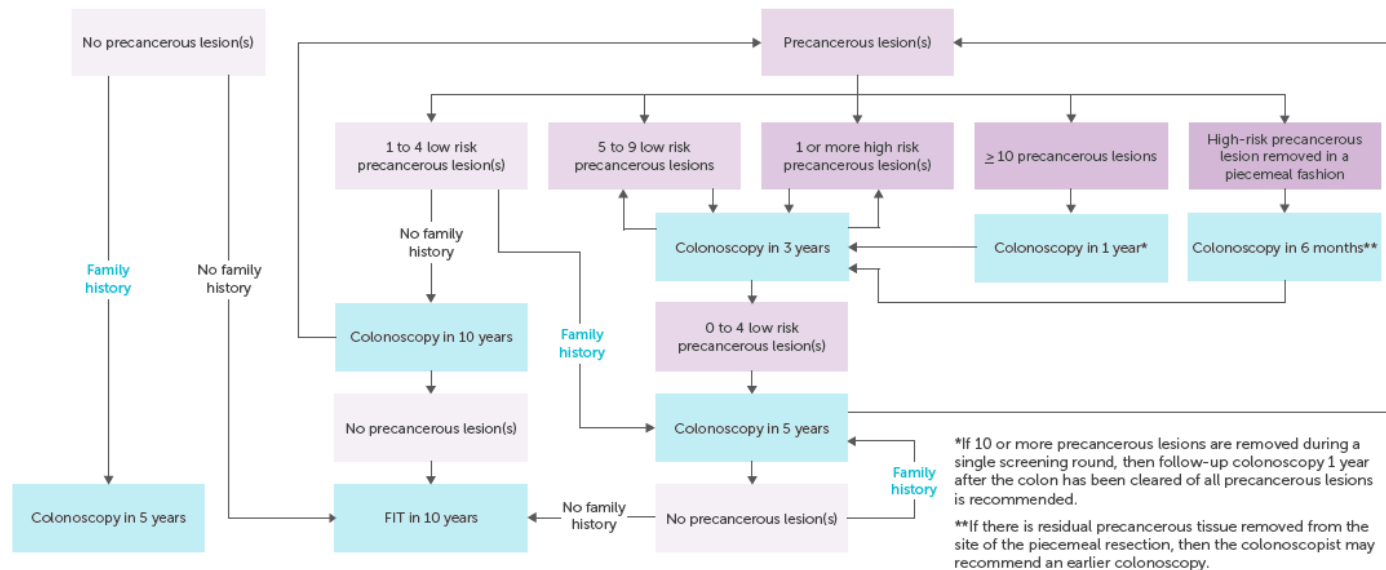 No precancerous lesion(s)
Precancerous lesion(s)
1 to 4 low risk
precancerous lesion(s)
5 to 9 low risk
precancerous lesions
1 or more high risk
precancerous lesion(s)
≥ 10 precancerous lesions
High-risk precancerous
lesion removed in a
piecemeal fashion
Family
history
No family
history
No family
history
Colonoscopy in 3 years
Colonoscopy in 1 year*
Colonoscopy in 6 months**
Colonoscopy in 10 years
Family
history
0 to 4 low risk
precancerous lesion(s)
No precancerous lesion(s)
Colonoscopy in 5 years
Colonoscopy in 5 years
FIT in 10 years
No family
history
No precancerous lesion(s)
Family
history
*If 10 or more precancerous lesions are removed during a
single screening round, then follow-up colonoscopy 1 year
after the colon has been cleared of all precancerous lesions
is recommended.
**If there is residual precancerous tissue removed from the
site of the piecemeal resection, then the colonoscopist may
recommend an earlier colonoscopy.